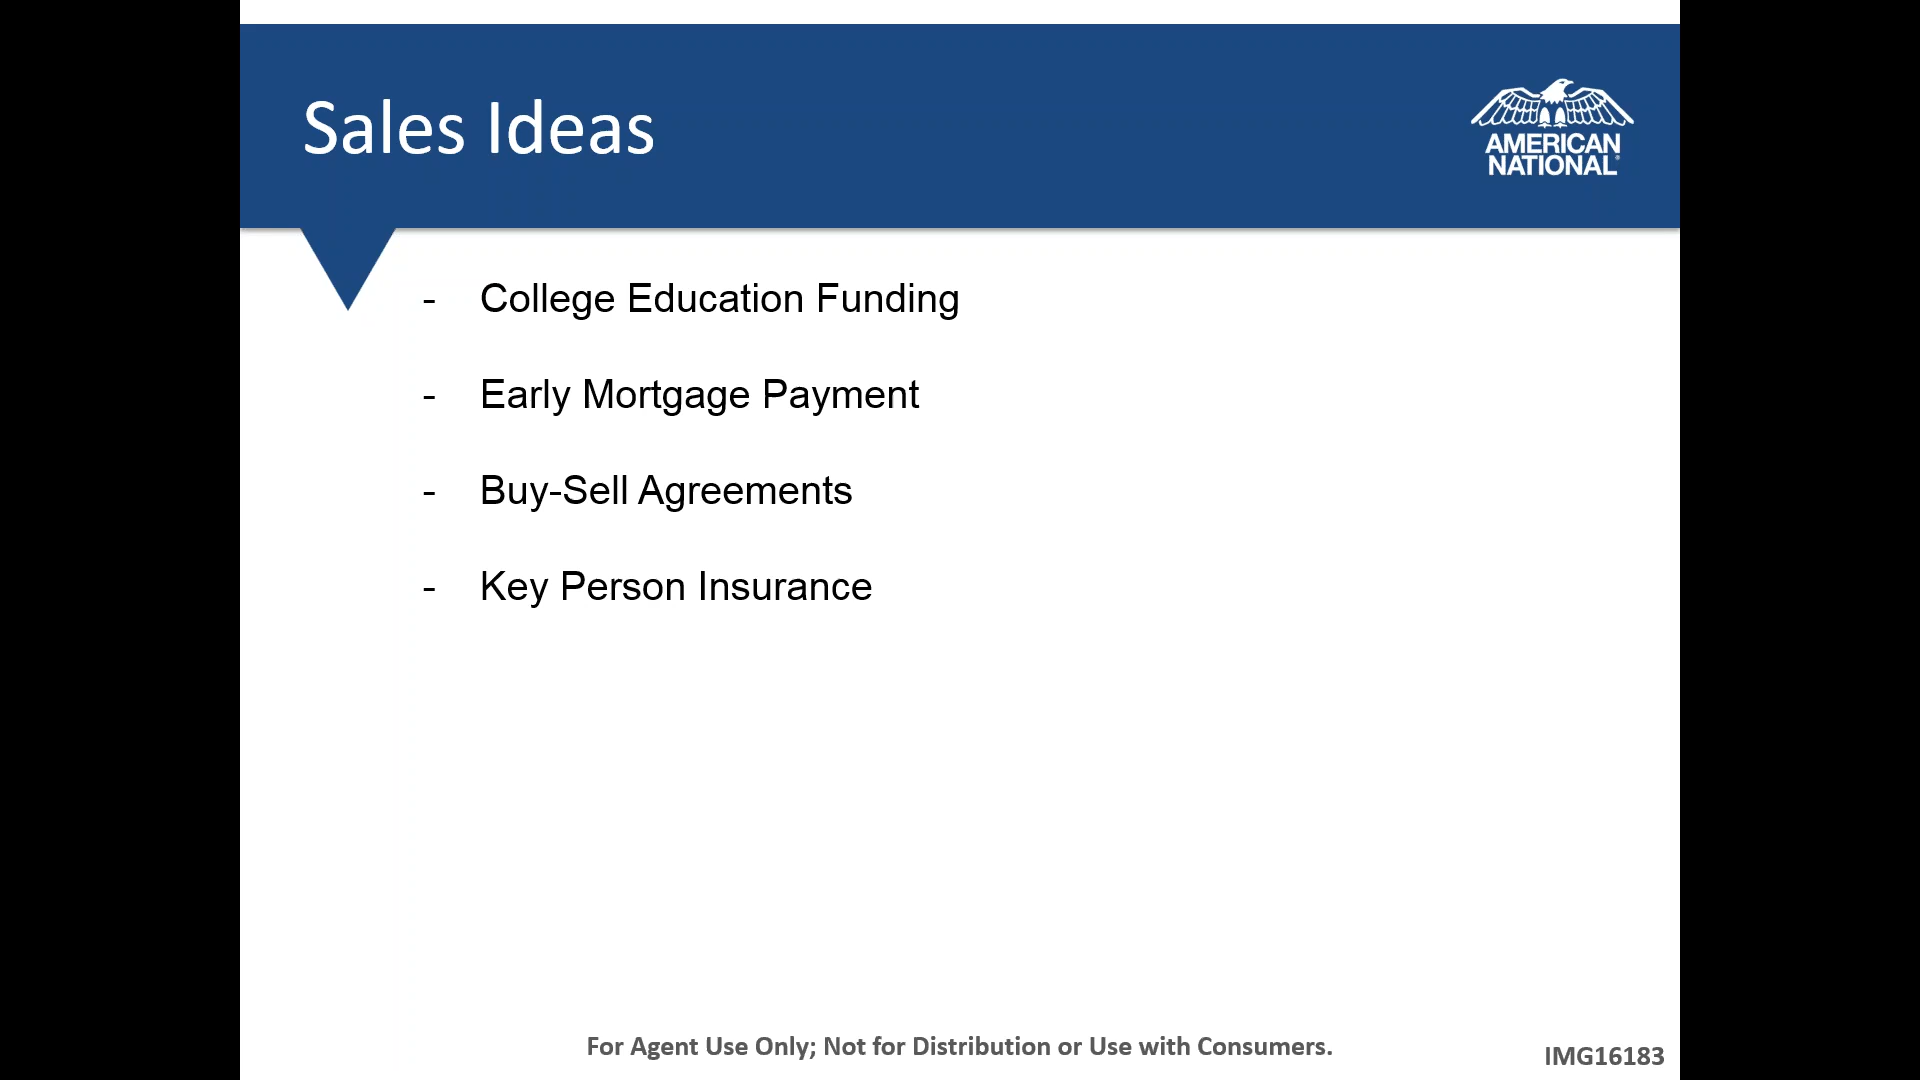 Sales Ideas
AMERICAN
NATIONAL®
- College Education Funding
- Early Mortgage Payment
- Buy-Sell Agreements
- Key Person Insurance
For Agent Use Only; Not for Distribution or Use with Consumers.
IMG16183